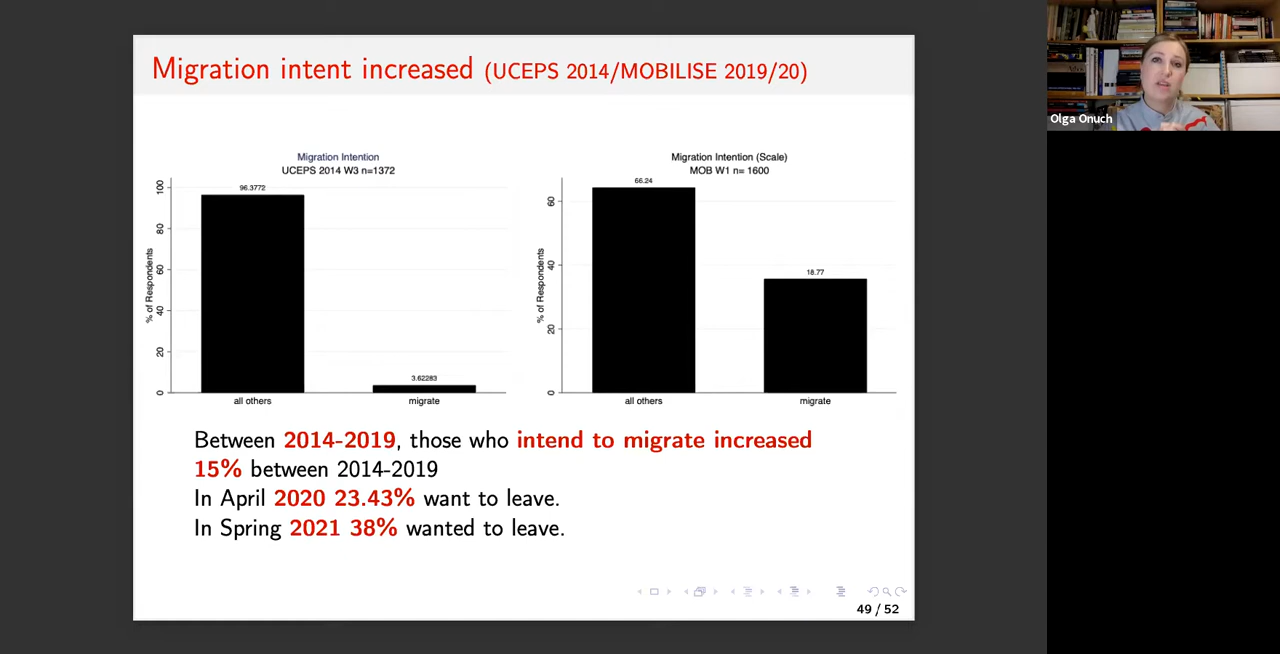 Migration intent increased (UCEPS 2014/MOBILISE 2019/20)
Migration Intention
UCEPS 2014 W3 n=1372
% of Respondents
100
80
60
40
20
0
96.3772
3.62283
all others
migrate
Migration Intention (Scale)
MOB W1 n= 1600
% of Respondents
60
40
20
0
66.24
18.77
all others
migrate
Between 2014-2019, those who intend to migrate increased
15% between 2014-2019
In April 2020 23.43% want to leave.
In Spring 2021 38% wanted to leave.
49 / 52
Olga Onuch